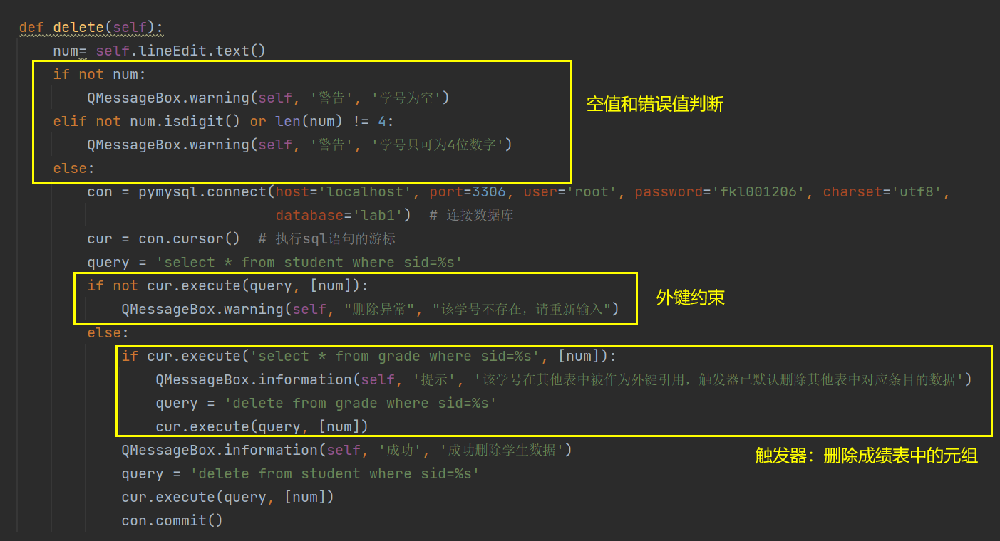 def delete(self):
num= self.lineEdit.text()
if not num:
QMessageBox.warning(self, '警告', '学号为空')
空值和错误值判断
elif not num.isdigit() or len(num) != 4:
QMessageBox.warning(self, '警告', '学号只可为4位数字')
else:
con = pymysql.connect(host='localhost', port=3306, user='root', password='fkl001206', charset='utf8',
database='lab1')  # 连接数据库
cur = con.cursor()  # 执行sql语句的游标
query = 'select * from student where sid=%s'
if not cur.execute(query, [num]):
外键约束
QMessageBox.warning(self, "删除异常", "该学号不存在，请重新输入")
else:
if cur.execute('select * from grade where sid=%s', [num]):
QMessageBox.information(self, '提示', '该学号在其他表中被作为外键引用，触发器已默认删除其他表中对应条目的数据')
query = 'delete from grade where sid=%s'
cur.execute(query, [num])
QMessageBox.information(self, '成功', '成功删除学生数据')
触发器：删除成绩表中的元组
query = 'delete from student where sid=%s'
cur.execute(query, [num])
con.commit()